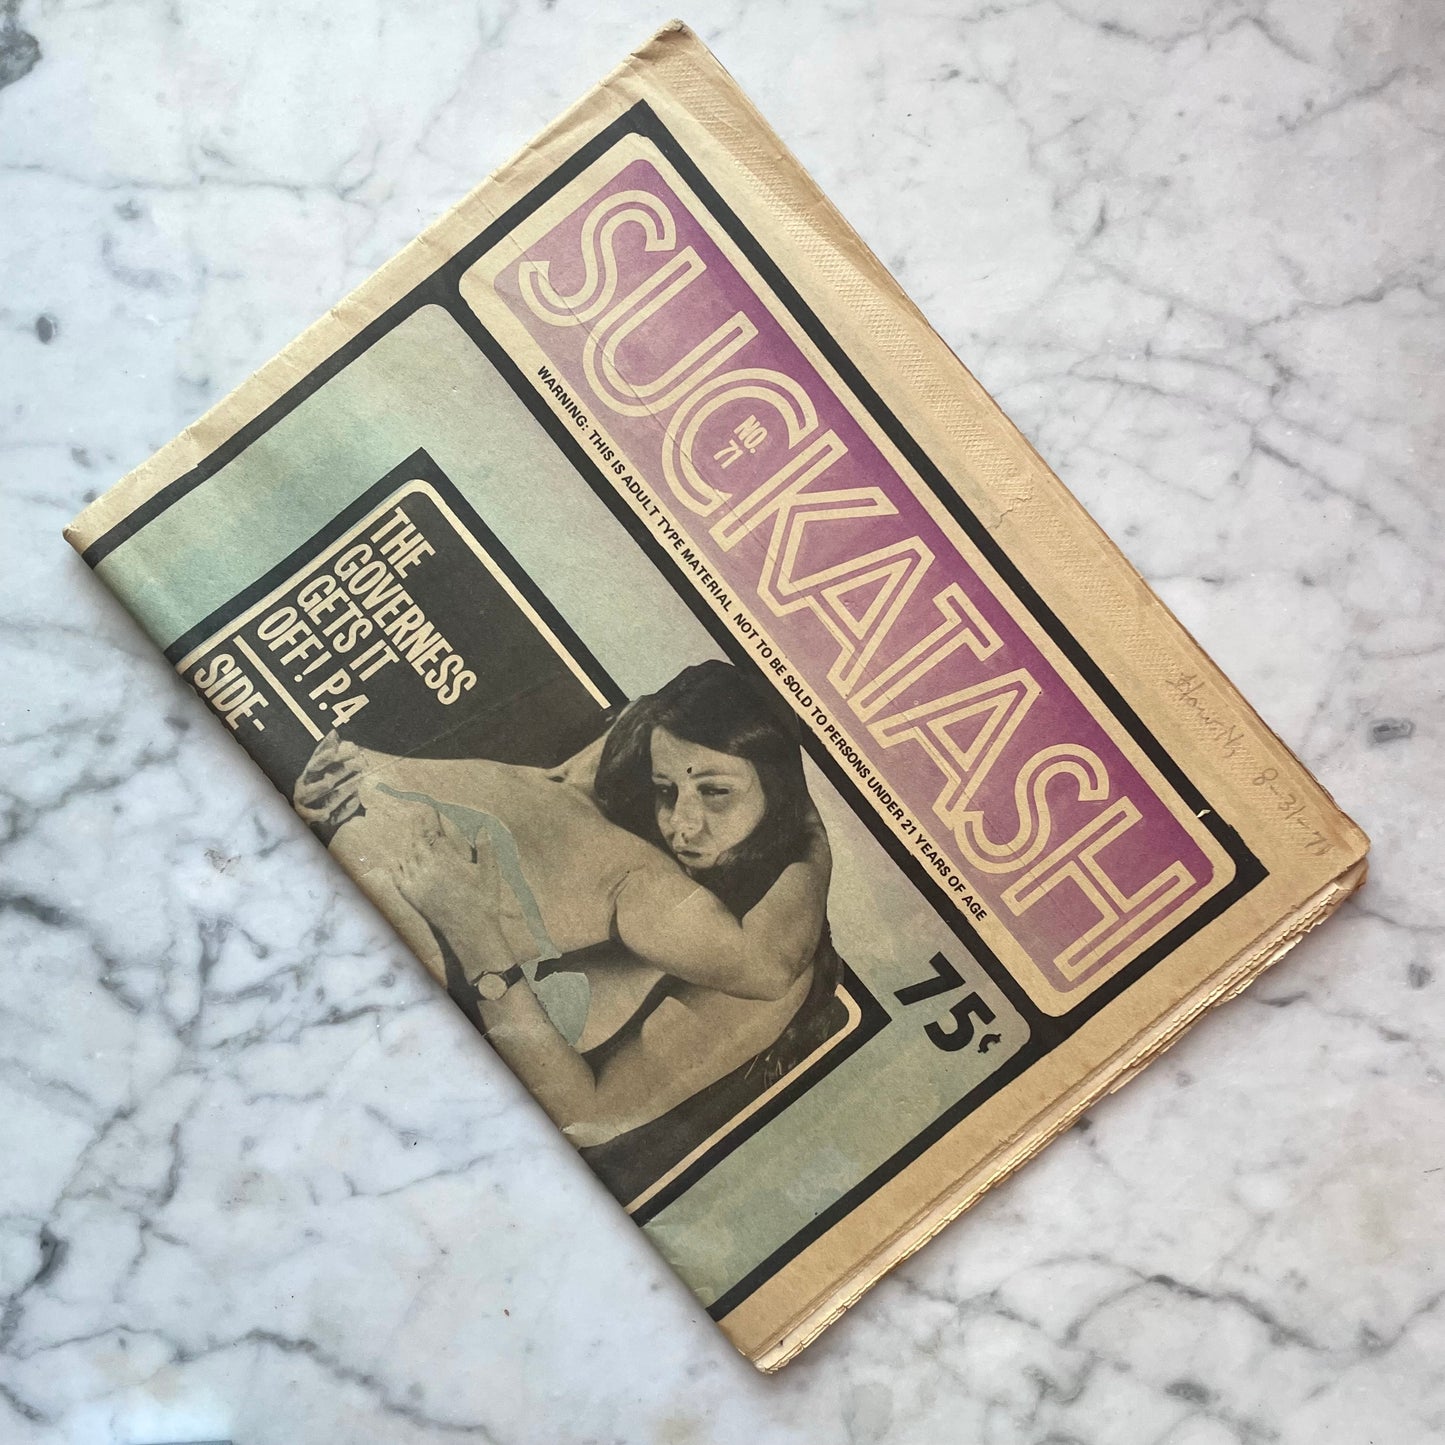 SUCKATASH
NO.
71
WARNING: THIS IS ADULT TYPE MATERIAL NOT TO BE SOLD TO PERSONS UNDER 21 YEARS OF AGE
75¢
THE
GOVERNESS
GETS IT
OFF! P.4
SIDE-
8-31-71